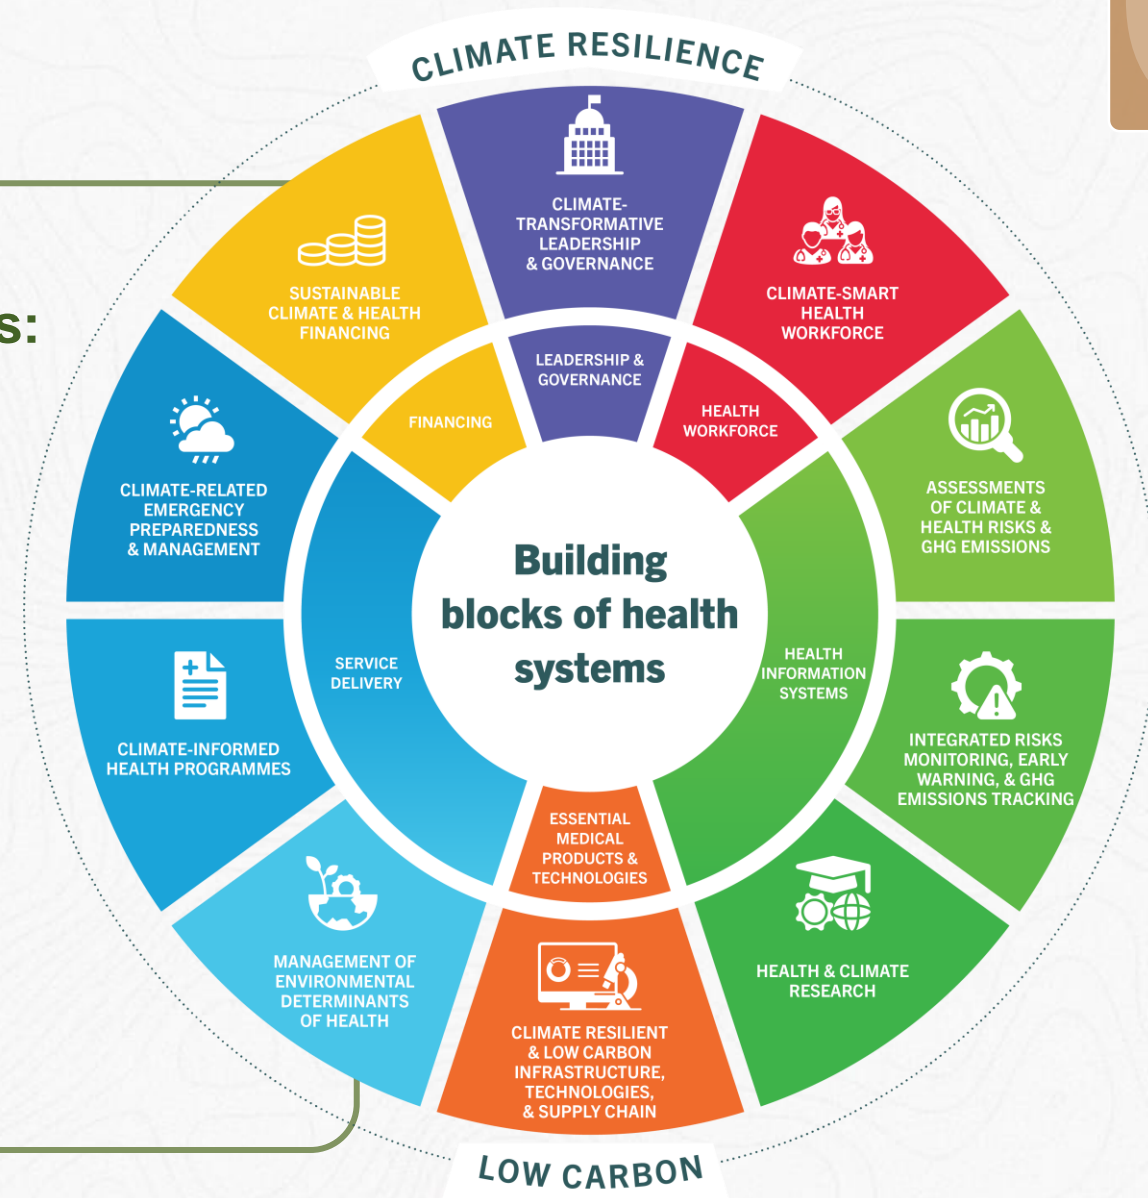 CLIMATE RESILIENCE
CLIMATE-
TRANSFORMATIVE
LEADERSHIP
& GOVERNANCE
CLIMATE-SMART
HEALTH
WORKFORCE
ASSESSMENTS
OF CLIMATE &
HEALTH RISKS &
GHG EMISSIONS
INTEGRATED RISKS
MONITORING, EARLY
WARNING, & GHG
EMISSIONS TRACKING
HEALTH & CLIMATE
RESEARCH
CLIMATE RESILIENT
& LOW CARBON
INFRASTRUCTURE,
TECHNOLOGIES,
& SUPPLY CHAIN
MANAGEMENT OF
ENVIRONMENTAL
DETERMINANTS
OF HEALTH
CLIMATE-INFORMED
HEALTH PROGRAMMES
CLIMATE-RELATED
EMERGENCY
PREPAREDNESS
& MANAGEMENT
SUSTAINABLE
CLIMATE & HEALTH
FINANCING
LEADERSHIP &
GOVERNANCE
HEALTH
WORKFORCE
HEALTH
INFORMATION
SYSTEMS
ESSENTIAL
MEDICAL
PRODUCTS &
TECHNOLOGIES
SERVICE
DELIVERY
FINANCING
Building
blocks of health
systems
LOW CARBON
s: